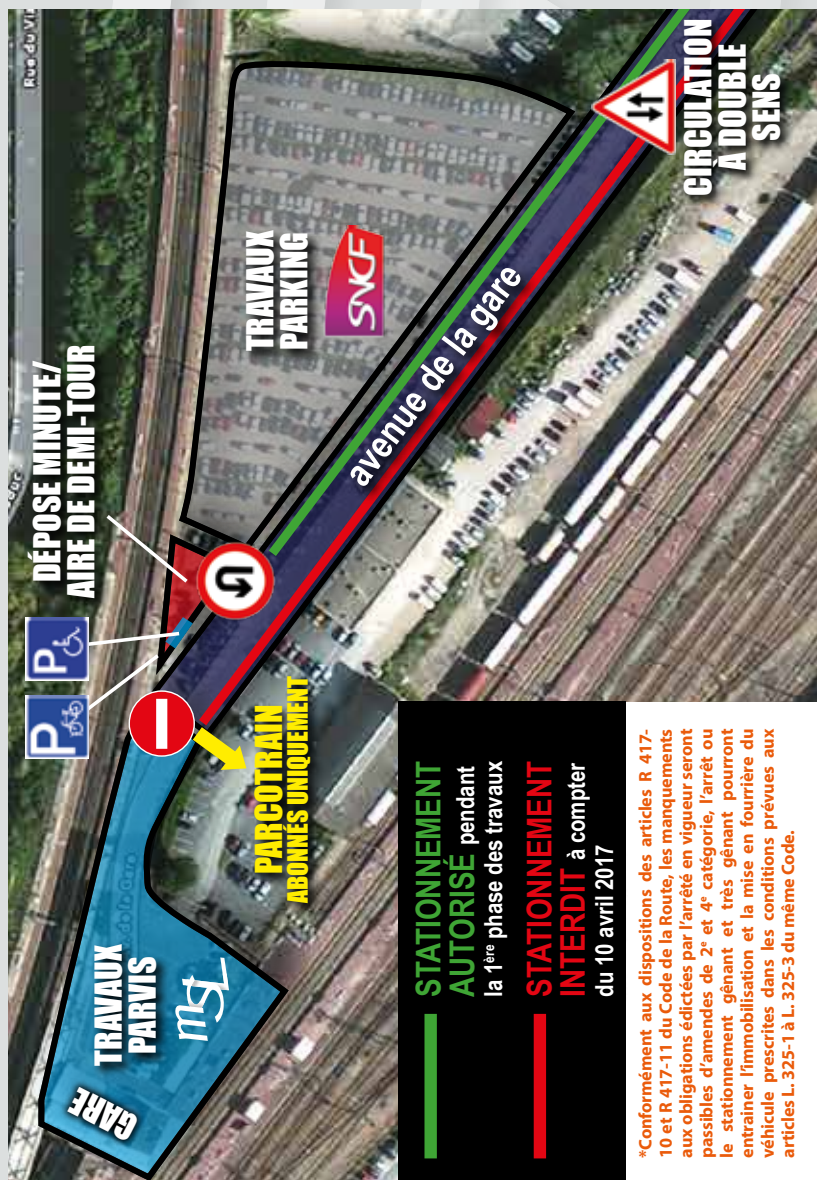 Rue du Vi
DÉPOSE MINUTE/
AIRE DE DEMI-TOUR
P
P
TRAVAUX
PARKING
SNCF
avenue de la gare
CIRCULATION
À DOUBLE
SENS
GARE
TRAVAUX
PARVIS
PARCOTRAIN
ABONNÉS UNIQUEMENT
STATIONNEMENT
AUTORISÉ pendant
la 1ère phase des travaux
STATIONNEMENT
INTERDIT à compter
du 10 avril 2017
*Conformément aux dispositions des articles R 417-
10 et R 417-11 du Code de la Route, les manquements
aux obligations édictées par l'arrêté en vigueur seront
passibles d'amendes de 2e et 4e catégorie, l'arrêt ou
le stationnement gênant et très gênant pourront
entrainer l'immobilisation et la mise en fourrière du
véhicule prescrites dans les conditions prévues aux
articles L. 325-1 à L. 325-3 du même Code.